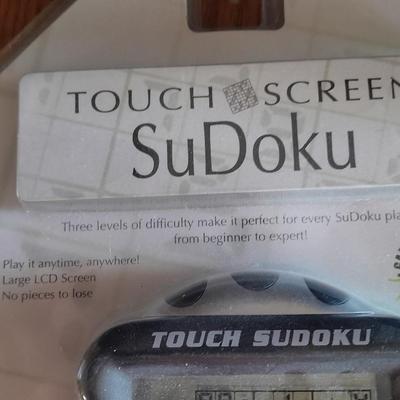 TOUCH SCREEN
SuDoku
Three levels of difficulty make it perfect for every SuDoku
from beginner to expert!
Play it anytime, anywhere!
Large LCD Screen
No pieces to lose
TOUCH SUDOKU